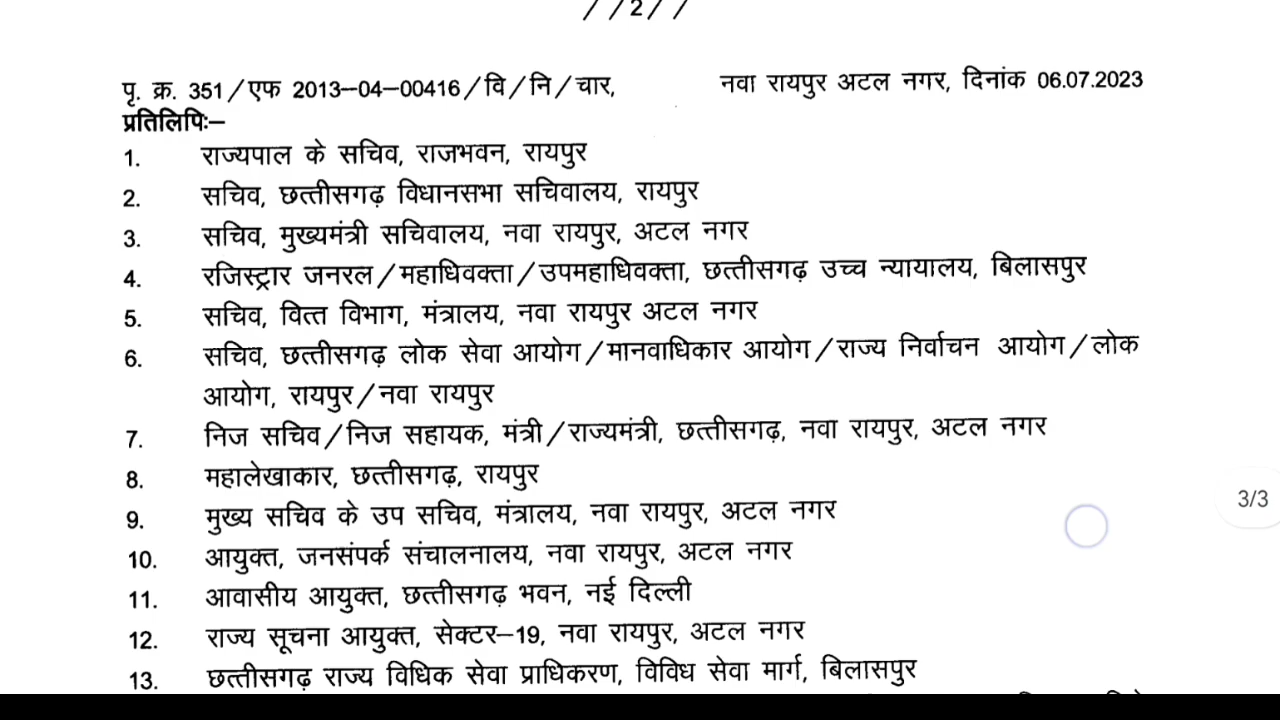 //2//
पृ. क्र. 351/एफ 2013–04–00416/वि/नि/चार, नवा रायपुर अटल नगर, दिनांक 06.07.2023
प्रतिलिपिः–
1. राज्यपाल के सचिव, राजभवन, रायपुर
2. सचिव, छत्तीसगढ़ विधानसभा सचिवालय, रायपुर
3. सचिव, मुख्यमंत्री सचिवालय, नवा रायपुर, अटल नगर
4. रजिस्ट्रार जनरल/महाधिवक्ता/उपमहाधिवक्ता, छत्तीसगढ़ उच्च न्यायालय, बिलासपुर
5. सचिव, वित्त विभाग, मंत्रालय, नवा रायपुर अटल नगर
6. सचिव, छत्तीसगढ़ लोक सेवा आयोग/मानवाधिकार आयोग/राज्य निर्वाचन आयोग/लोक
आयोग, रायपुर/नवा रायपुर
7. निज सचिव/निज सहायक, मंत्री/राज्यमंत्री, छत्तीसगढ़, नवा रायपुर, अटल नगर
8. महालेखाकार, छत्तीसगढ़, रायपुर
3/3
9. मुख्य सचिव के उप सचिव, मंत्रालय, नवा रायपुर, अटल नगर
10. आयुक्त, जनसंपर्क संचालनालय, नवा रायपुर, अटल नगर
11. आवासीय आयुक्त, छत्तीसगढ़ भवन, नई दिल्ली
12. राज्य सूचना आयुक्त, सेक्टर–19, नवा रायपुर, अटल नगर
13. छत्तीसगढ़ राज्य विधिक सेवा प्राधिकरण, विविध सेवा मार्ग, बिलासपुर